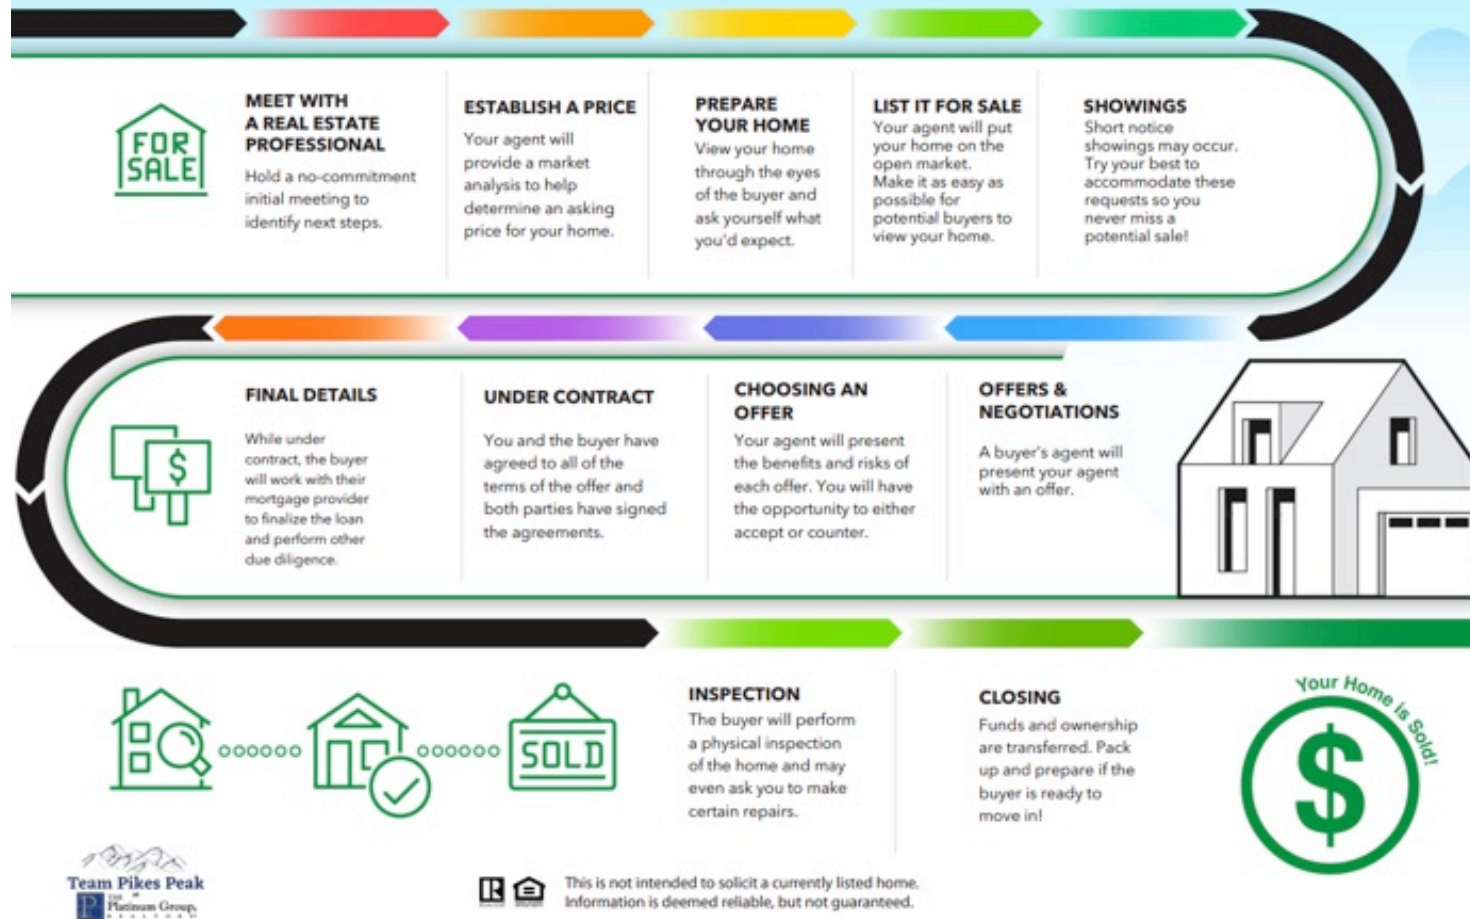 FOR
SALE
MEET WITH
A REAL ESTATE
PROFESSIONAL
Hold a no-commitment
initial meeting to
identify next steps.
ESTABLISH A PRICE
Your agent will
provide a market
analysis to help
determine an asking
price for your home.
PREPARE
YOUR HOME
View your home
through the eyes
of the buyer and
ask yourself what
you'd expect.
LIST IT FOR SALE
Your agent will put
your home on the
open market.
Make it as easy as
possible for
potential buyers to
view your home.
SHOWINGS
Short notice
showings may occur.
Try your best to
accommodate these
requests so you
never miss a
potential sale!
OFFERS &
NEGOTIATIONS
A buyer's agent will
present your agent
with an offer.
CHOOSING AN
OFFER
Your agent will present
the benefits and risks of
each offer. You will have
the opportunity to either
accept or counter.
UNDER CONTRACT
You and the buyer have
agreed to all of the
terms of the offer and
both parties have signed
the agreements.
FINAL DETAILS
While under
contract, the buyer
will work with their
mortgage provider
to finalize the loan
and perform other
due diligence.
$
SOLD
INSPECTION
The buyer will perform
a physical inspection
of the home and may
even ask you to make
certain repairs.
CLOSING
Funds and ownership
are transferred. Pack
up and prepare if the
buyer is ready to
move in!
Your Home is Sold!
$
Team Pikes Peak
at
P THE
Platinum Group,
REALTORS
R
This is not intended to solicit a currently listed home.
Information is deemed reliable, but not guaranteed.